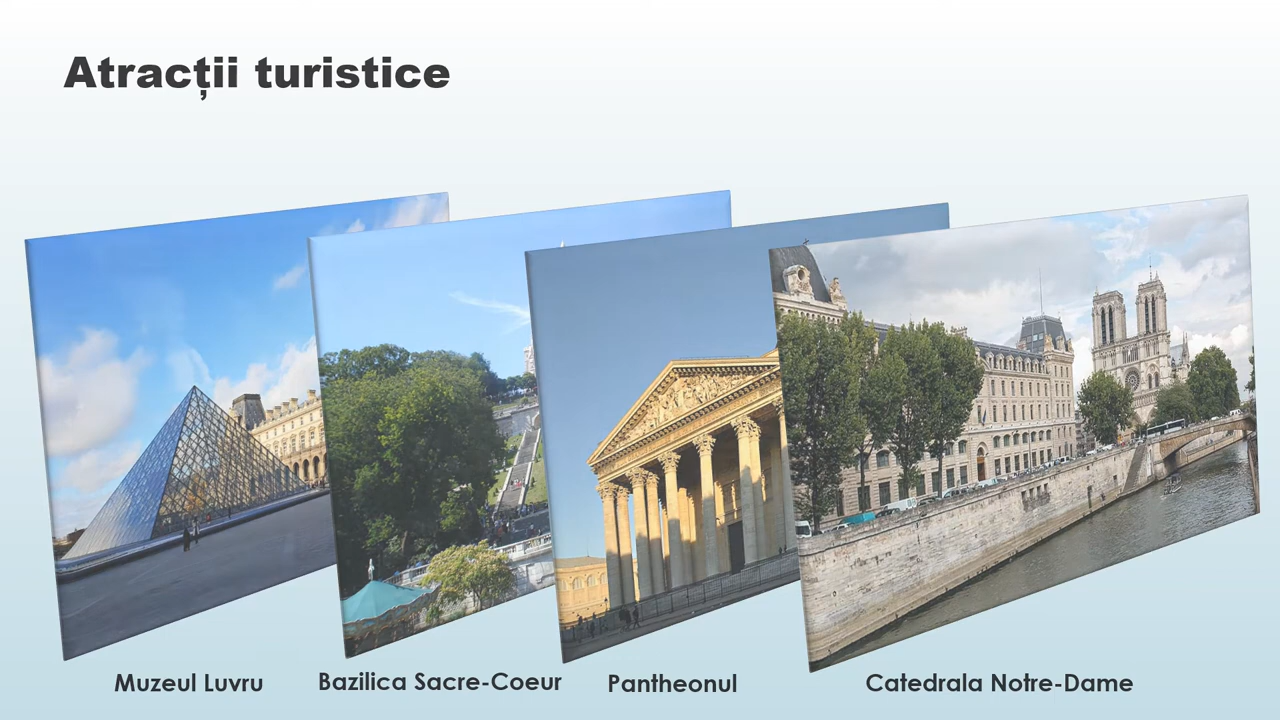 Atracții turistice
Muzeul Luvru
Bazilica Sacre-Coeur
Pantheonul
Catedrala Notre-Dame